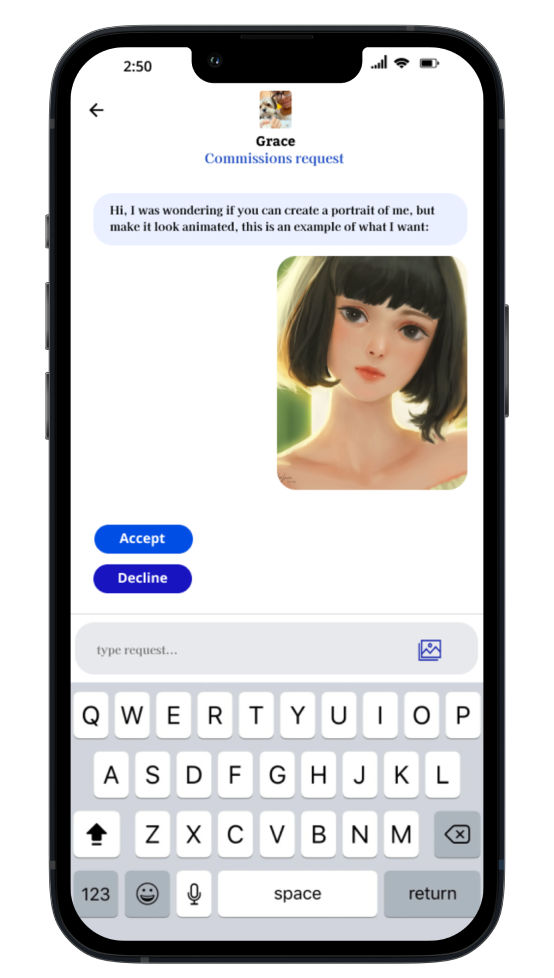 2:50
Grace
Commissions request
Hi, I was wondering if you can create a portrait of me, but
make it look animated, this is an example of what I want:
Accept
Decline
type request...
Q W E R T Y U I O P
A S D F G H J K L
Z X C V B N M
123 space return